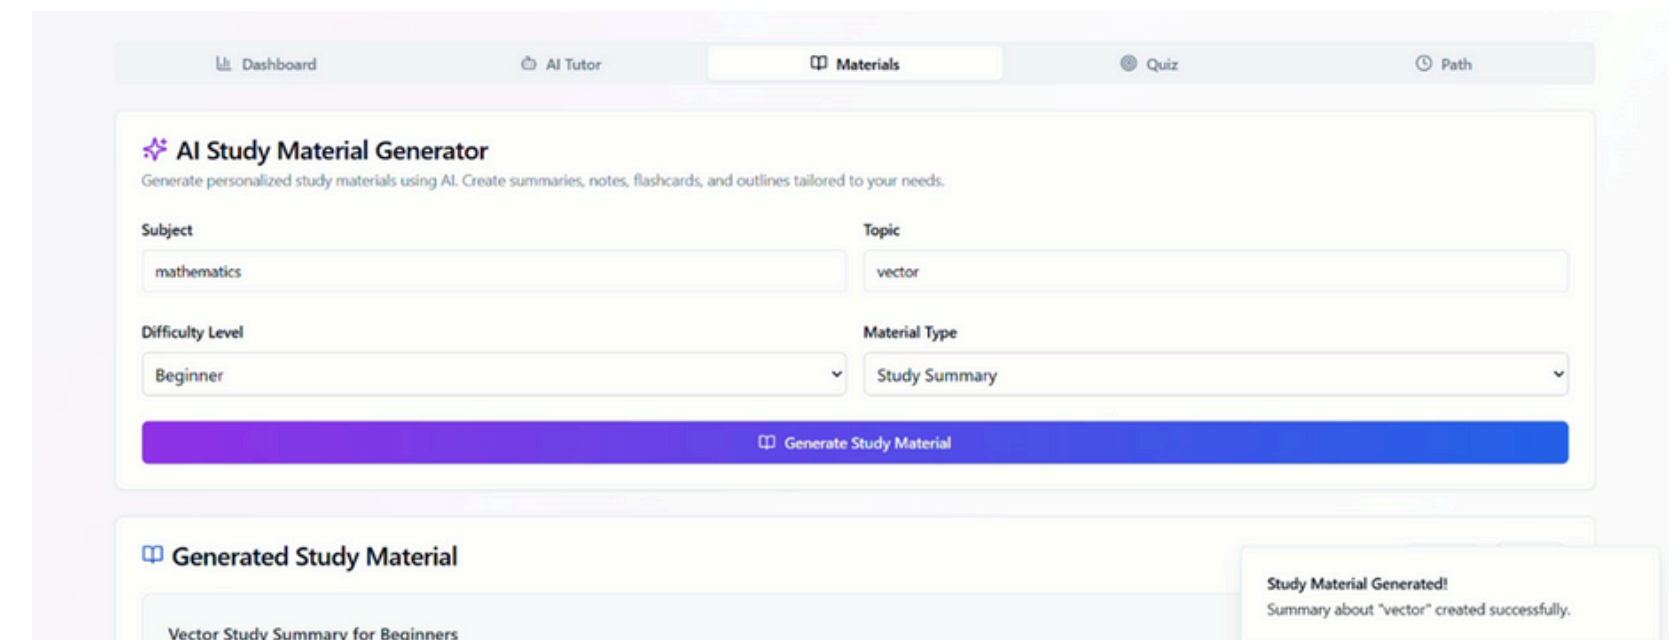 Dashboard
AI Tutor
Materials
Quiz
Path
AI Study Material Generator
Generate personalized study materials using AI. Create summaries, notes, flashcards, and outlines tailored to your needs.
Subject
Topic
mathematics
vector
Difficulty Level
Material Type
Beginner
Study Summary
Generate Study Material
Generated Study Material
Study Material Generated!
Summary about "vector" created successfully.
Vector Study Summary for Beginners